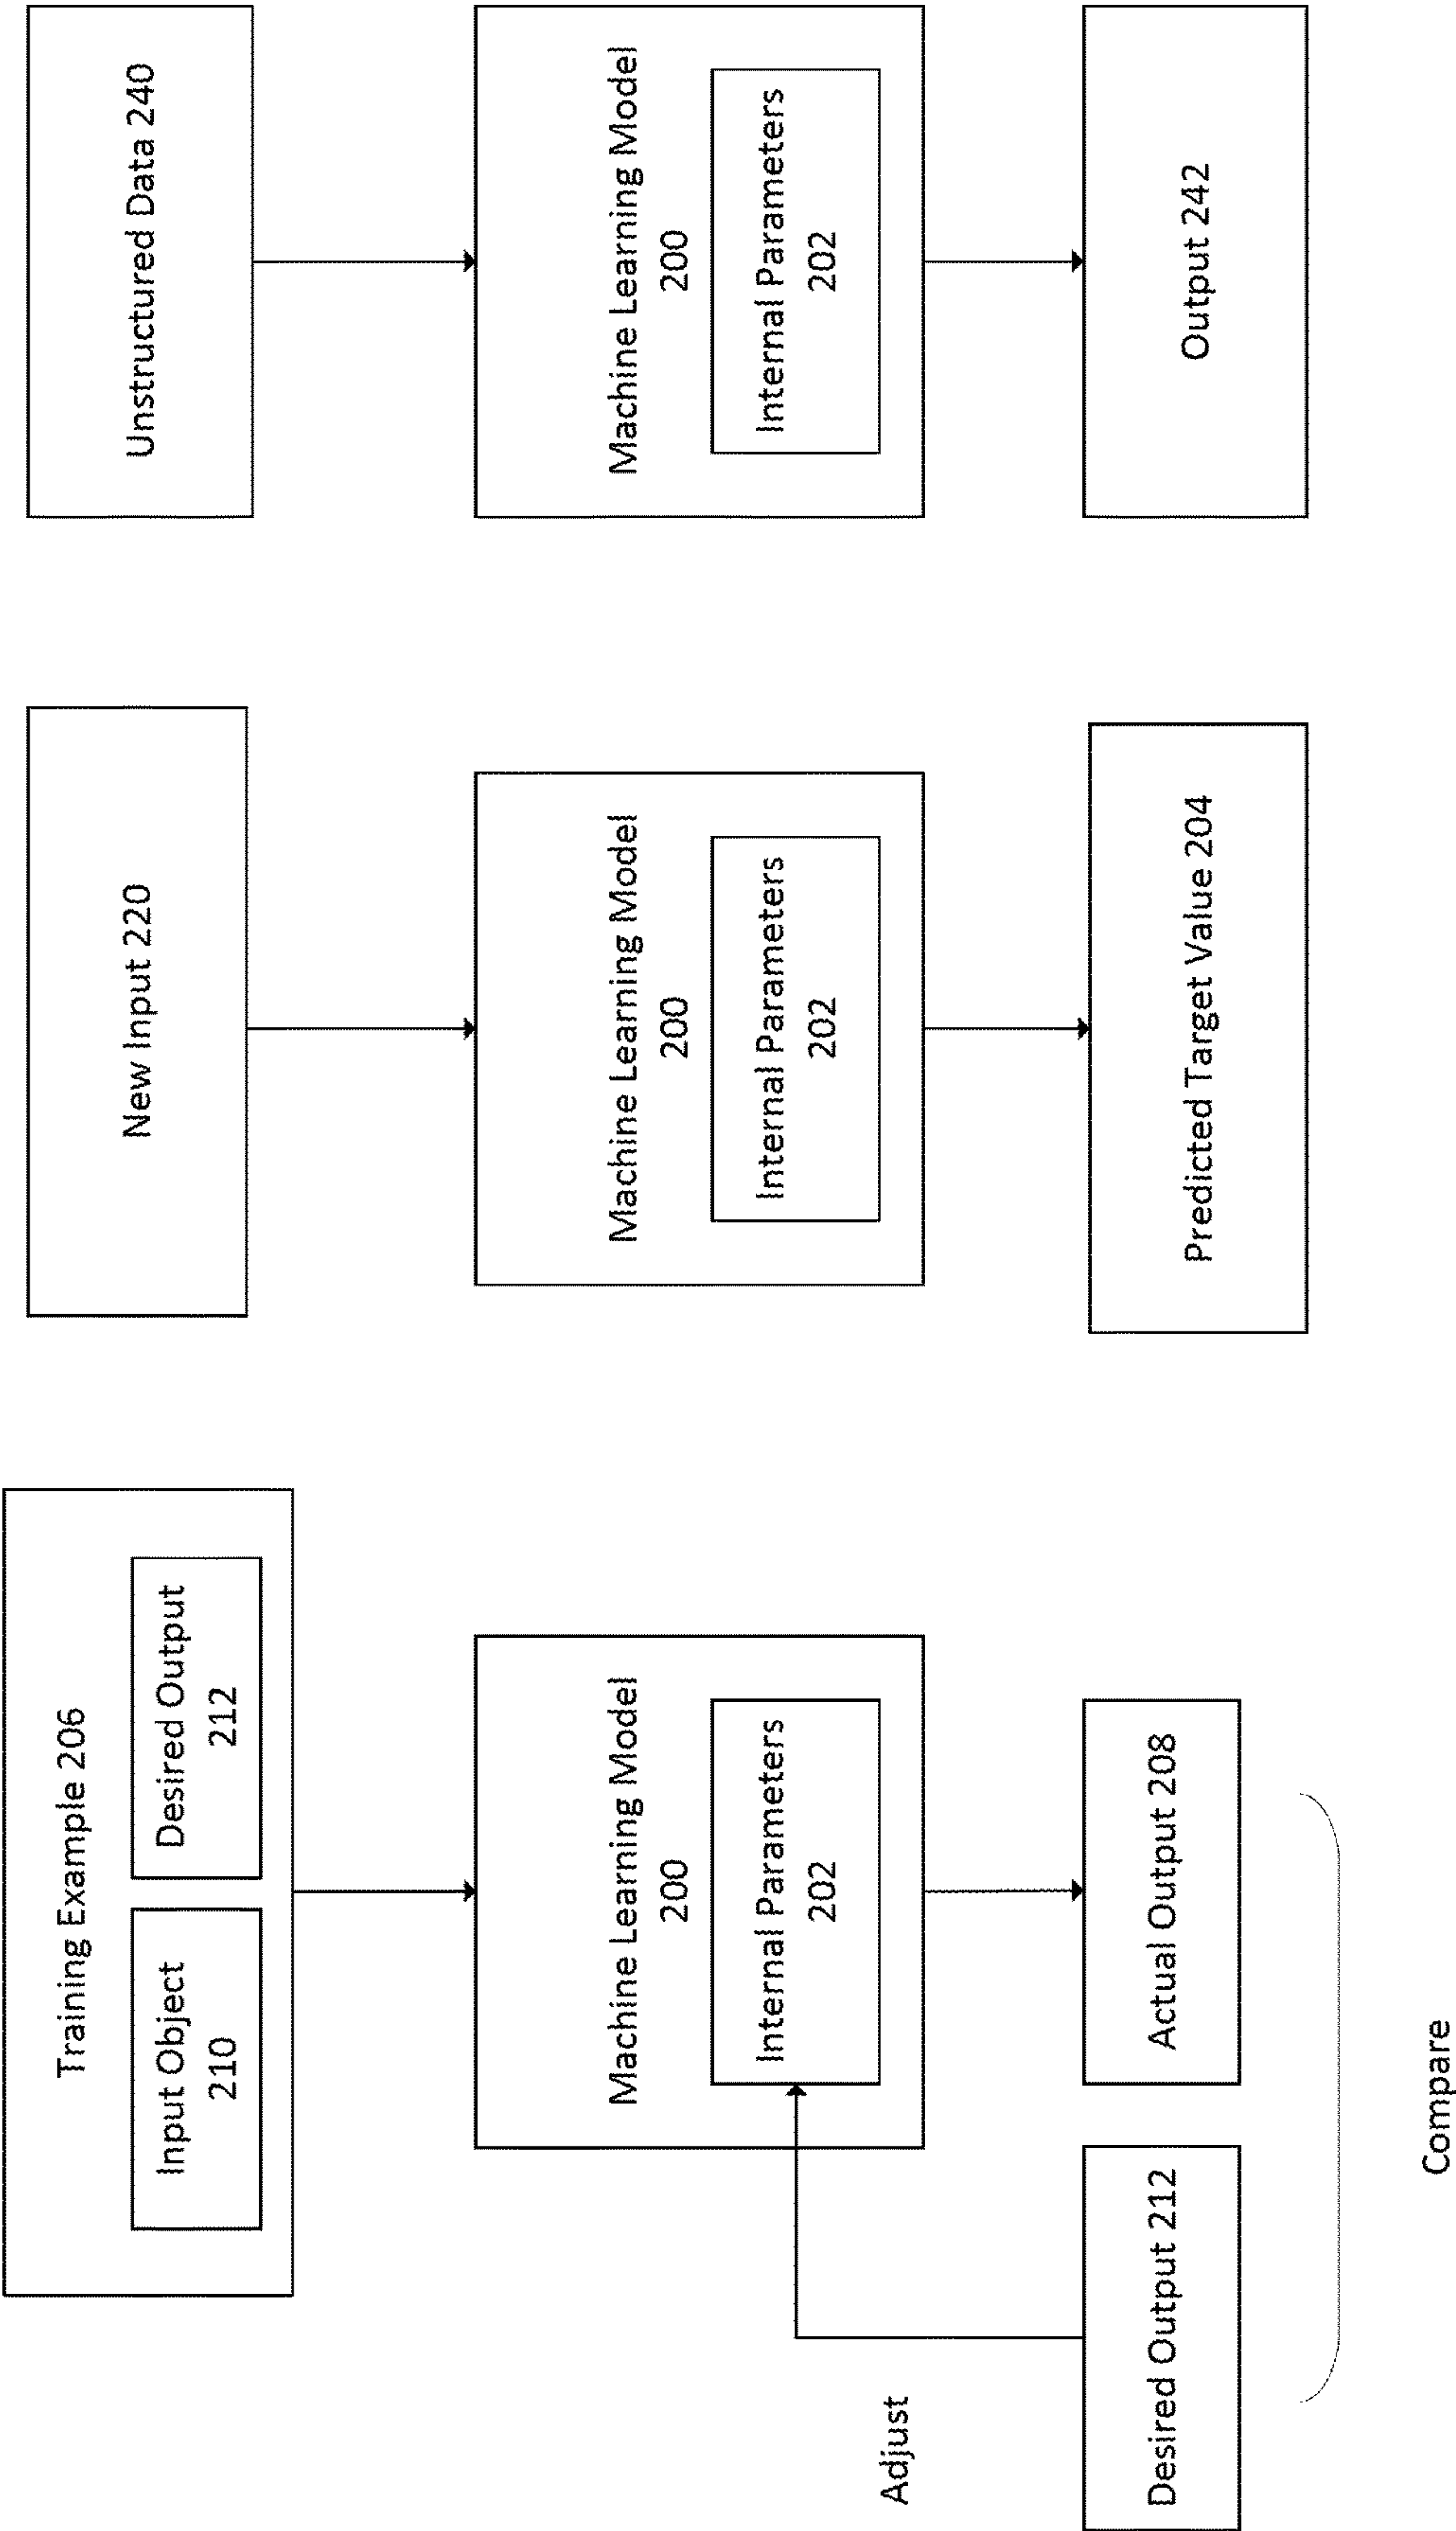 Training Example 206
Input Object
210
Desired Output
212
Machine Learning Model
200
Internal Parameters
202
Adjust
Desired Output 212
Actual Output 208
Compare
New Input 220
Machine Learning Model
200
Internal Parameters
202
Predicted Target Value 204
Unstructured Data 240
Machine Learning Model
200
Internal Parameters
202
Output 242